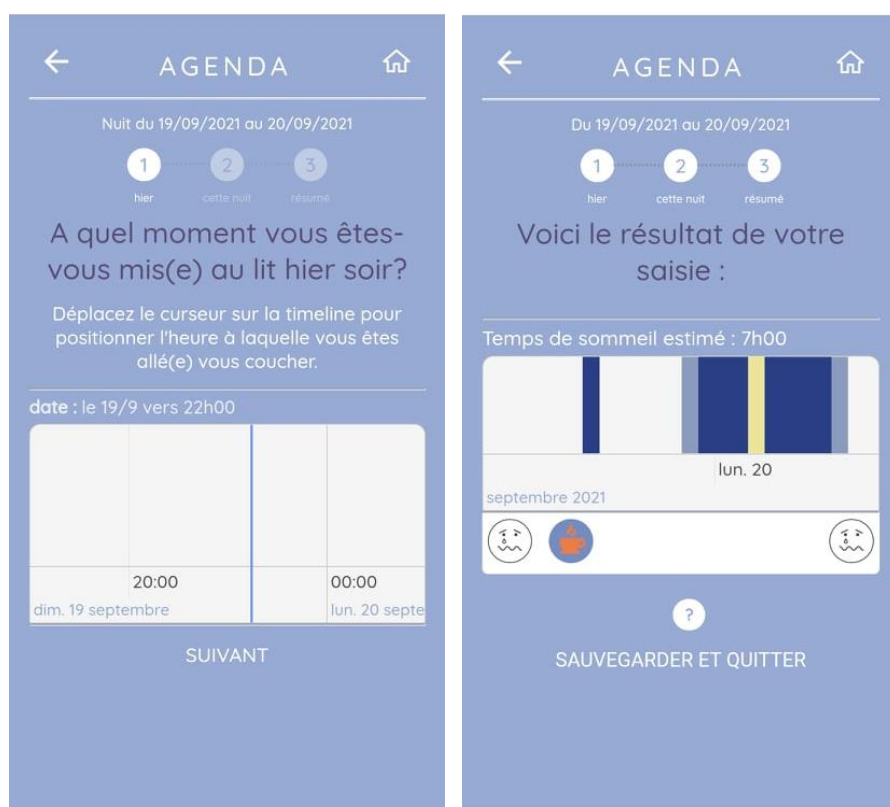 AGENDA
Nuit du 19/09/2021 au 20/09/2021
1 2 3
hier cette nuit résumé
A quel moment vous êtes-
vous mis(e) au lit hier soir?
Déplacez le curseur sur la timeline pour
positionner l'heure à laquelle vous êtes
allé(e) vous coucher.
date : le 19/9 vers 22h00
20:00 00:00
dim. 19 septembre lun. 20 septe
SUIVANT
AGENDA
Du 19/09/2021 au 20/09/2021
1 2 3
hier cette nuit résumé
Voici le résultat de votre
saisie :
Temps de sommeil estimé : 7h00
lun. 20
septembre 2021
?
SAUVEGARDER ET QUITTER